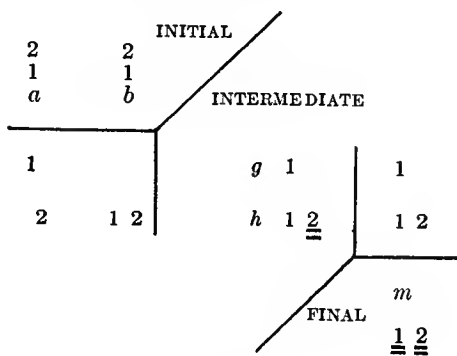 INITIAL
2 2
1 1
a b
INTERMEDIATE
1 g 1 1
2 1 2 h 1 2 1 2
m
FINAL
1 2